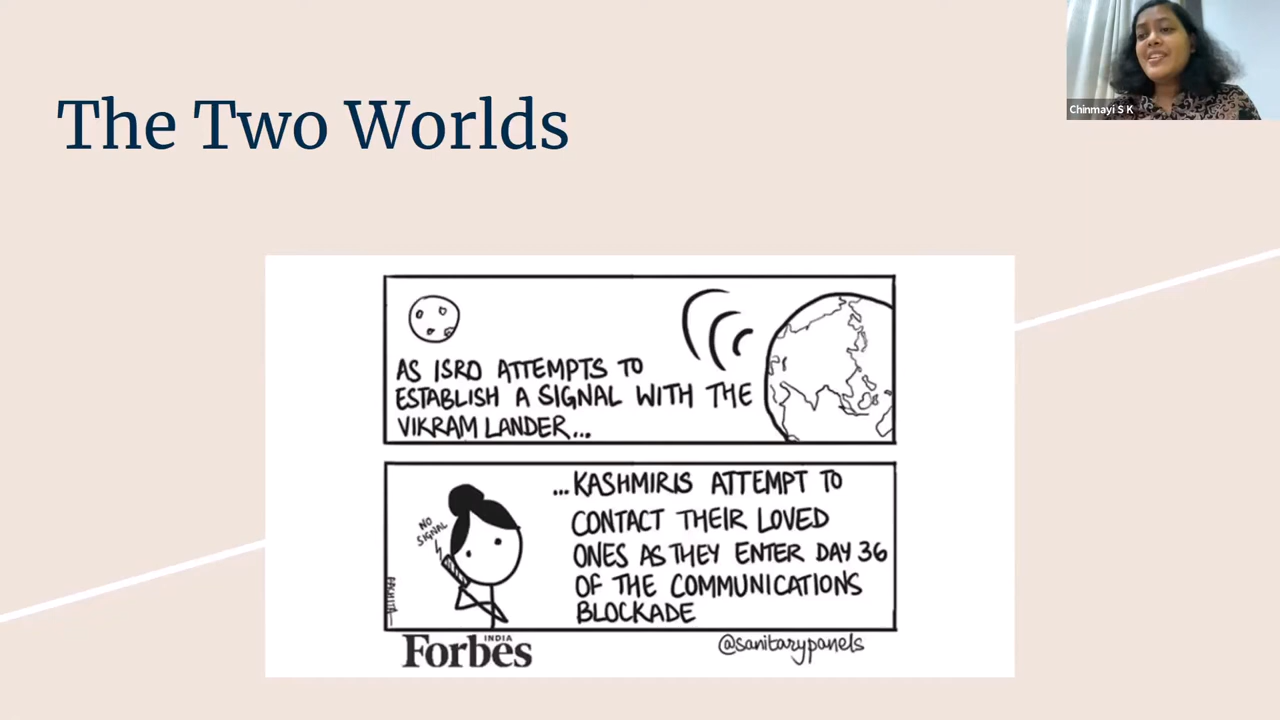 The Two Worlds
Chinmayi S K
AS ISRO ATTEMPTS TO
ESTABLISH A SIGNAL WITH THE
VIKRAM LANDER...
NO
SIGNAL
...KASHMIRIS ATTEMPT TO
CONTACT THEIR LOVED
ONES AS THEY ENTER DAY 36
OF THE COMMUNICATIONS
BLOCKADE
Forbes
INDIA
@sanitarypanels